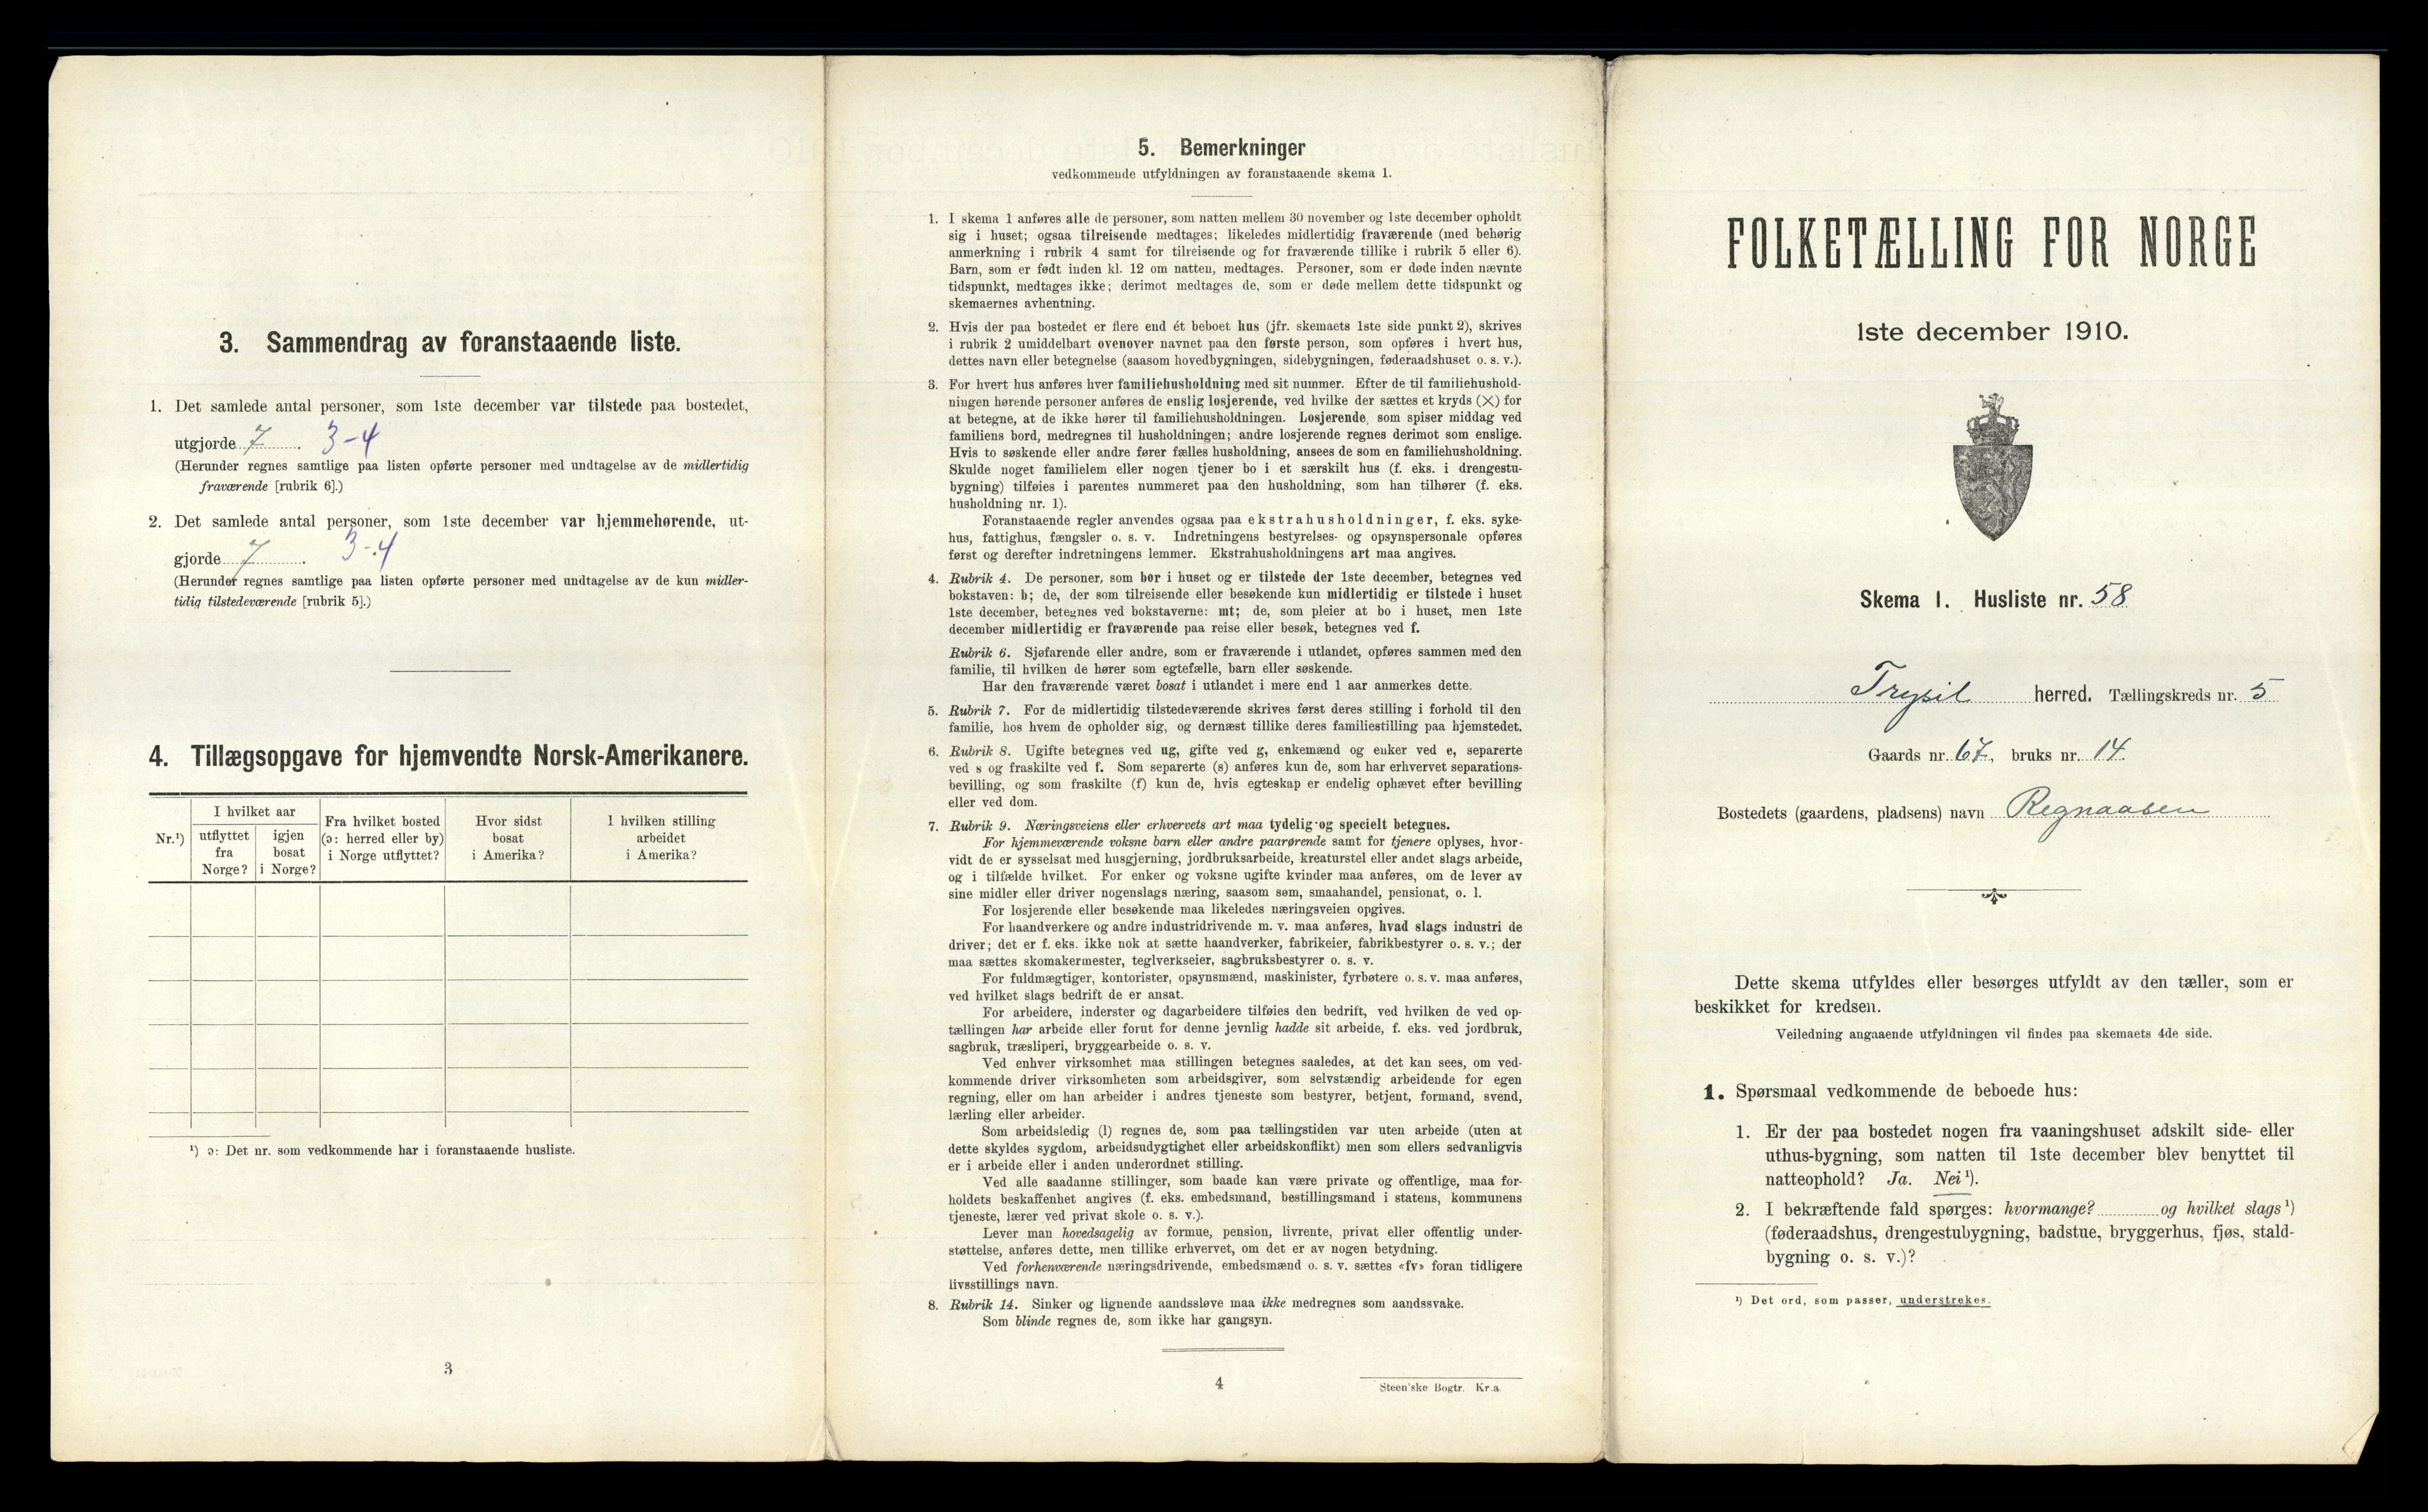 3. Sammendrag av foranstaaende liste.
1. Det samlede antal personer, som 1ste december var tilstede paa bostedet,
utgjorde 7. 3-4
(Herunder regnes samtlige paa listen opførte personer med undtagelse av de midlertidig
fraværende [rubrik 6].)
2. Det samlede antal personer, som 1ste december var hjemmehørende, ut-
gjorde 7. 3-4
(Herunder regnes samtlige paa listen opførte personer med undtagelse av de kun midler-
tidig tilstedeværende [rubrik 5].)
4. Tillægsopgave for hjemvendte Norsk-Amerikanere.
Nr.¹)
I hvilket aar
utflyttet
fra
Norge?
igjen
bosat
i Norge?
Fra hvilket bosted
(ɔ: herred eller by)
i Norge utflyttet?
Hvor sidst
bosat
i Amerika?
I hvilken stilling
arbeidet
i Amerika?
¹) ɔ: Det nr. som vedkommende har i foranstaaende husliste.
3
5. Bemerkninger
vedkommende utfyldningen av foranstaaende skema 1.
1. I skema 1 anføres alle de personer, som natten mellem 30 november og 1ste december opholdt
sig i huset; ogsaa tilreisende medtages; likeledes midlertidig fraværende (med behørig
anmerkning i rubrik 4 samt for tilreisende og for fraværende tillike i rubrik 5 eller 6).
Barn, som er født inden kl. 12 om natten, medtages. Personer, som er døde inden nævnte
tidspunkt, medtages ikke; derimot medtages de, som er døde mellem dette tidspunkt og
skemaernes avhentning.
2. Hvis der paa bostedet er flere end ét beboet hus (jfr. skemaets 1ste side punkt 2), skrives
i rubrik 2 umiddelbart ovenover navnet paa den første person, som opføres i hvert hus,
dettes navn eller betegnelse (saasom hovedbygningen, sidebygningen, føderaadshuset o. s. v.).
3. For hvert hus anføres hver familiehusholdning med sit nummer. Efter de til familiehushold-
ningen hørende personer anføres de enslig losjerende, ved hvilke der sættes et kryds (×) for
at betegne, at de ikke hører til familiehusholdningen. Losjerende, som spiser middag ved
familiens bord, medregnes til husholdningen; andre losjerende regnes derimot som enslige.
Hvis to søskende eller andre fører fælles husholdning, ansees de som en familiehusholdning.
Skulde noget familielem eller nogen tjener bo i et særskilt hus (f. eks. i drengestu-
bygning) tilføies i parentes nummeret paa den husholdning, som han tilhører (f. eks.
husholdning nr. 1).
Foranstaaende regler anvendes ogsaa paa ekstrahusholdninger, f. eks. syke-
hus, fattighus, fængsler o. s. v. Indretningens bestyrelses- og opsynspersonale opføres
først og derefter indretningens lemmer. Ekstrahusholdningens art maa angives.
4. Rubrik 4. De personer, som bor i huset og er tilstede der 1ste december, betegnes ved
bokstaven: b; de, der som tilreisende eller besøkende kun midlertidig er tilstede i huset
1ste december, betegnes ved bokstaverne: mt; de, som pleier at bo i huset, men 1ste
december midlertidig er fraværende paa reise eller besøk, betegnes ved f.
Rubrik 6. Sjøfarende eller andre, som er fraværende i utlandet, opføres sammen med den
familie, til hvilken de hører som egtefælle, barn eller søskende.
Har den fraværende været bosat i utlandet i mere end 1 aar anmerkes dette.
5. Rubrik 7. For de midlertidig tilstedeværende skrives først deres stilling i forhold til den
familie, hos hvem de opholder sig, og dernæst tillike deres familiestilling paa hjemstedet.
6. Rubrik 8. Ugifte betegnes ved ug, gifte ved g, enkemænd og enker ved e, separerte
ved s og fraskilte ved f. Som separerte (s) anføres kun de, som har erhvervet separations-
bevilling, og som fraskilte (f) kun de, hvis egteskap er endelig ophævet efter bevilling
eller ved dom.
7. Rubrik 9. Næringsveiens eller erhvervets art maa tydelig og specielt betegnes.
For hjemmeværende voksne barn eller andre paarørende samt for tjenere oplyses, hvor-
vidt de er sysselsat med husgjerning, jordbruksarbeide, kreaturstel eller andet slags arbeide,
og i tilfælde hvilket. For enker og voksne ugifte kvinder maa anføres, om de lever av
sine midler eller driver nogenslags næring, saasom søm, smaahandel, pensionat, o. l.
For losjerende eller besøkende maa likeledes næringsveien opgives.
For haandverkere og andre industridrivende m. v. maa anføres, hvad slags industri de
driver; det er f. eks. ikke nok at sætte haandverker, fabrikeier, fabrikbestyrer o. s. v.; der
maa sættes skomakermester, teglverkseier, sagbruksbestyrer o. s. v.
For fuldmægtiger, kontorister, opsynsmænd, maskinister, fyrbøtere o. s. v. maa anføres,
ved hvilket slags bedrift de er ansat.
For arbeidere, inderster og dagarbeidere tilføies den bedrift, ved hvilken de ved op-
tællingen har arbeide eller forut for denne jevnlig hadde sit arbeide, f. eks. ved jordbruk,
sagbruk, træsliperi, bryggearbeide o. s. v.
Ved enhver virksomhet maa stillingen betegnes saaledes, at det kan sees, om ved-
kommende driver virksomheten som arbeidsgiver, som selvstændig arbeidende for egen
regning, eller om han arbeider i andres tjeneste som bestyrer, betjent, formand, svend,
lærling eller arbeider.
Som arbeidsledig (l) regnes de, som paa tællingstiden var uten arbeide (uten at
dette skyldes sygdom, arbeidsudygtighet eller arbeidskonflikt) men som ellers sedvanligvis
er i arbeide eller i anden underordnet stilling.
Ved alle saadanne stillinger, som baade kan være private og offentlige, maa for-
holdets beskaffenhet angives (f. eks. embedsmand, bestillingsmand i statens, kommunens
tjeneste, lærer ved privat skole o. s. v.).
Lever man hovedsagelig av formue, pension, livrente, privat eller offentlig under-
støttelse, anføres dette, men tillike erhvervet, om det er av nogen betydning.
Ved forhenværende næringsdrivende, embedsmænd o. s. v. sættes «fv» foran tidligere
livsstillings navn.
8. Rubrik 14. Sinker og lignende aandssløve maa ikke medregnes som aandssvake.
Som blinde regnes de, som ikke har gangsyn.
4
Steen'ske Bogtr. Kr.a
FOLKETÆLLING FOR NORGE
1ste december 1910.
Skema 1. Husliste nr. 58
Trysil herred. Tællingskreds nr. 5
Gaards nr. 67, bruks nr. 14
Bostedets (gaardens, pladsens) navn Regnaasen
Dette skema utfyldes eller besørges utfyldt av den tæller, som er
beskikket for kredsen.
Veiledning angaaende utfyldningen vil findes paa skemaets 4de side.
1. Spørsmaal vedkommende de beboede hus:
1. Er der paa bostedet nogen fra vaaningshuset adskilt side- eller
uthus-bygning, som natten til 1ste december blev benyttet til
natteophold? Ja. Nei ¹).
2. I bekræftende fald spørges: hvormange? og hvilket slags ¹)
(føderaadshus, drengestubygning, badstue, bryggerhus, fjøs, stald-
bygning o. s. v.)?
¹) Det ord, som passer, understrekes.